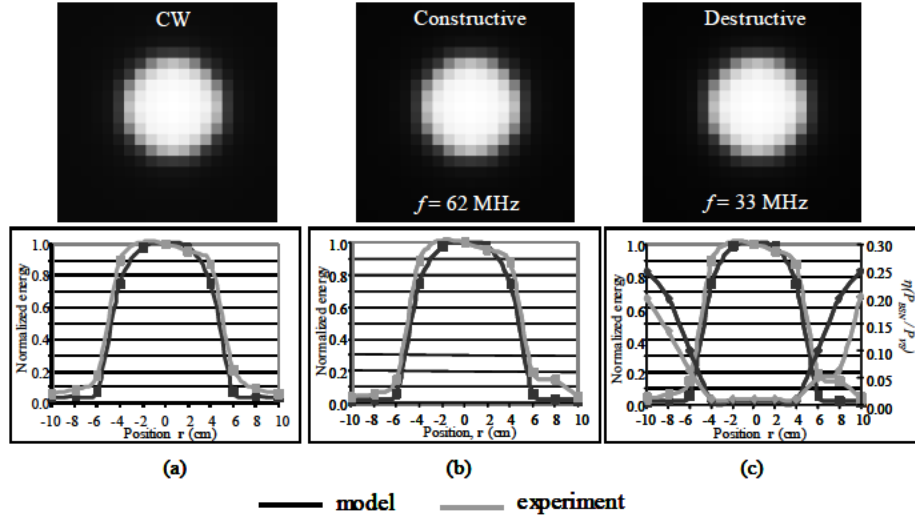 CW
Constructive
f = 62 MHz
Destructive
f = 33 MHz
Normalized energy
1.0
0.8
0.6
0.4
0.2
0.0
-10 -8 -6 -4 -2 0 2 4 6 8 10
Position r (cm)
(a)
Normalized energy
1.0
0.8
0.6
0.4
0.2
0.0
-10 -8 -6 -4 -2 0 2 4 6 8 10
Position, r (cm)
(b)
Normalized energy
1.0
0.8
0.6
0.4
0.2
0.0
-10 -8 -6 -4 -2 0 2 4 6 8 10
Position r (cm)
0.30
0.25
0.20
0.15
0.10
0.05
0.00
(c)
model
experiment